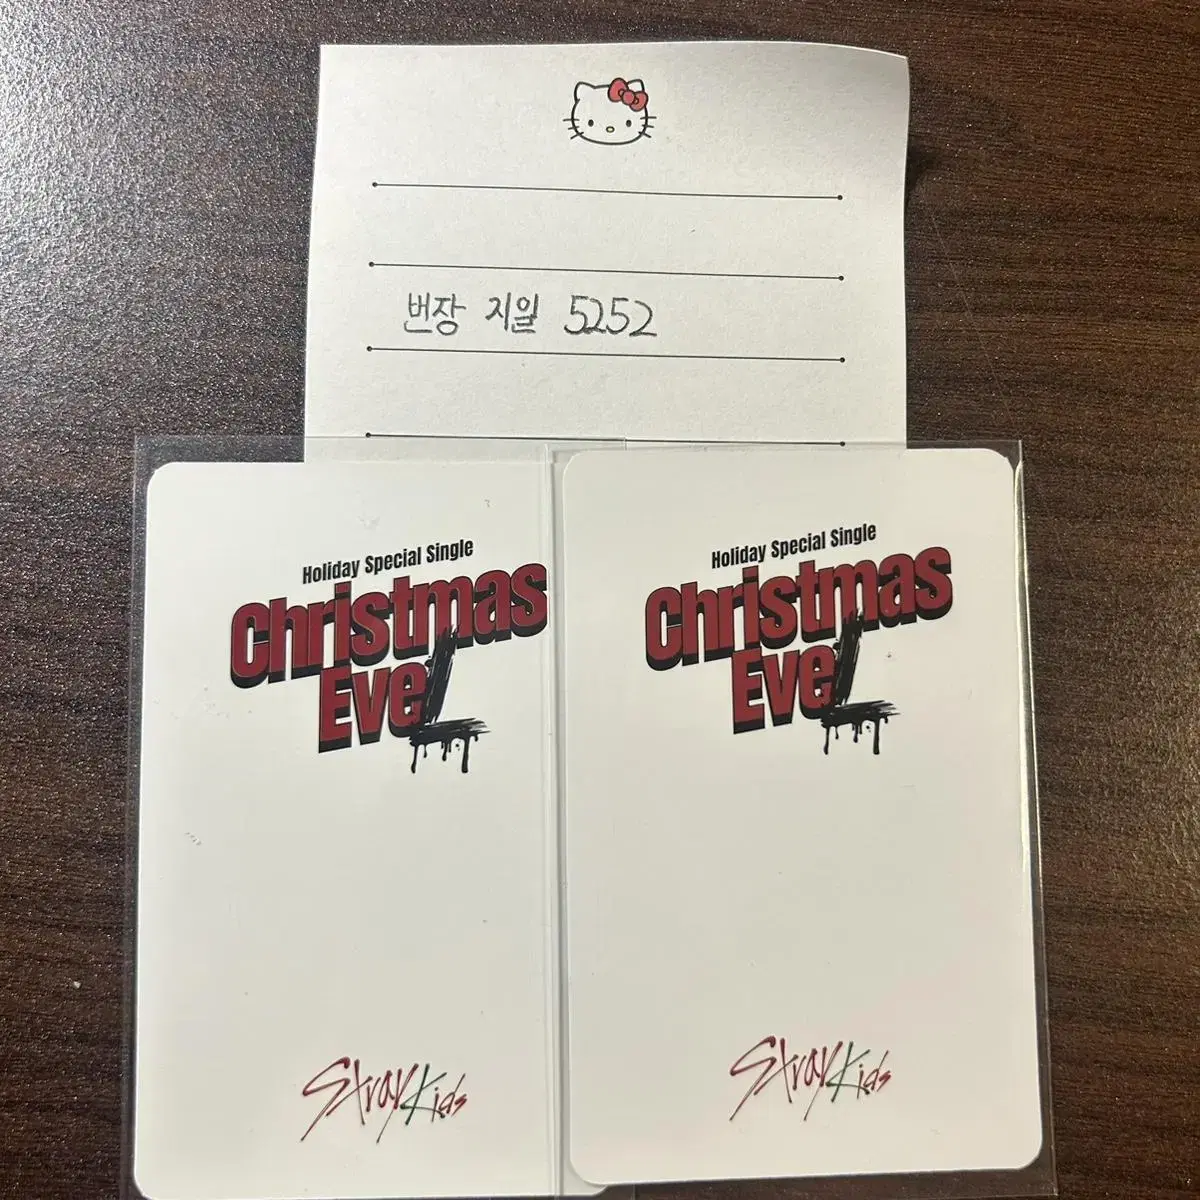 번장 지일 5252
Holiday Special Single
Christmas
EveL
Stray Kids
Holiday Special Single
Christmas
EveL
Stray Kids